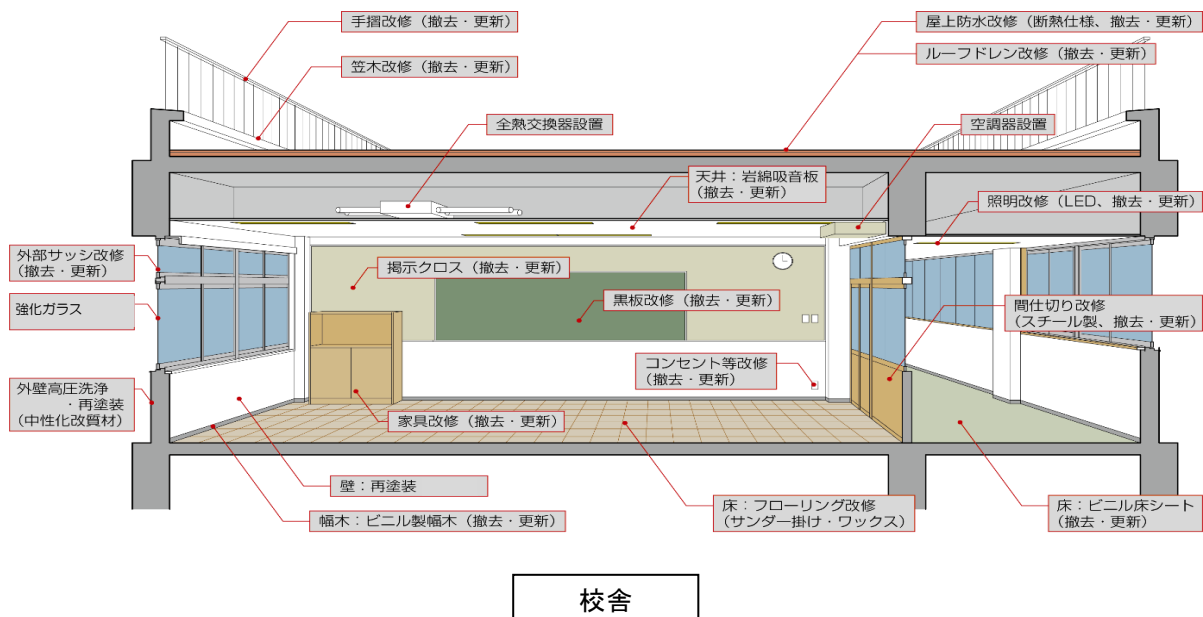 手摺改修（撤去・更新）
屋上防水改修（断熱仕様、撤去・更新）
笠木改修（撤去・更新）
ルーフドレン改修（撤去・更新）
全熱交換器設置
空調器設置
天井：岩綿吸音板
（撤去・更新）
照明改修（LED、撤去・更新）
外部サッシ改修
（撤去・更新）
掲示クロス（撤去・更新）
強化ガラス
黒板改修（撤去・更新）
間仕切り改修
（スチール製、撤去・更新）
コンセント等改修
（撤去・更新）
外壁高圧洗浄
・再塗装
（中性化改質材）
家具改修（撤去・更新）
壁：再塗装
床：フローリング改修
（サンダー掛け・ワックス）
床：ビニル床シート
（撤去・更新）
幅木：ビニル製幅木（撤去・更新）
校舎